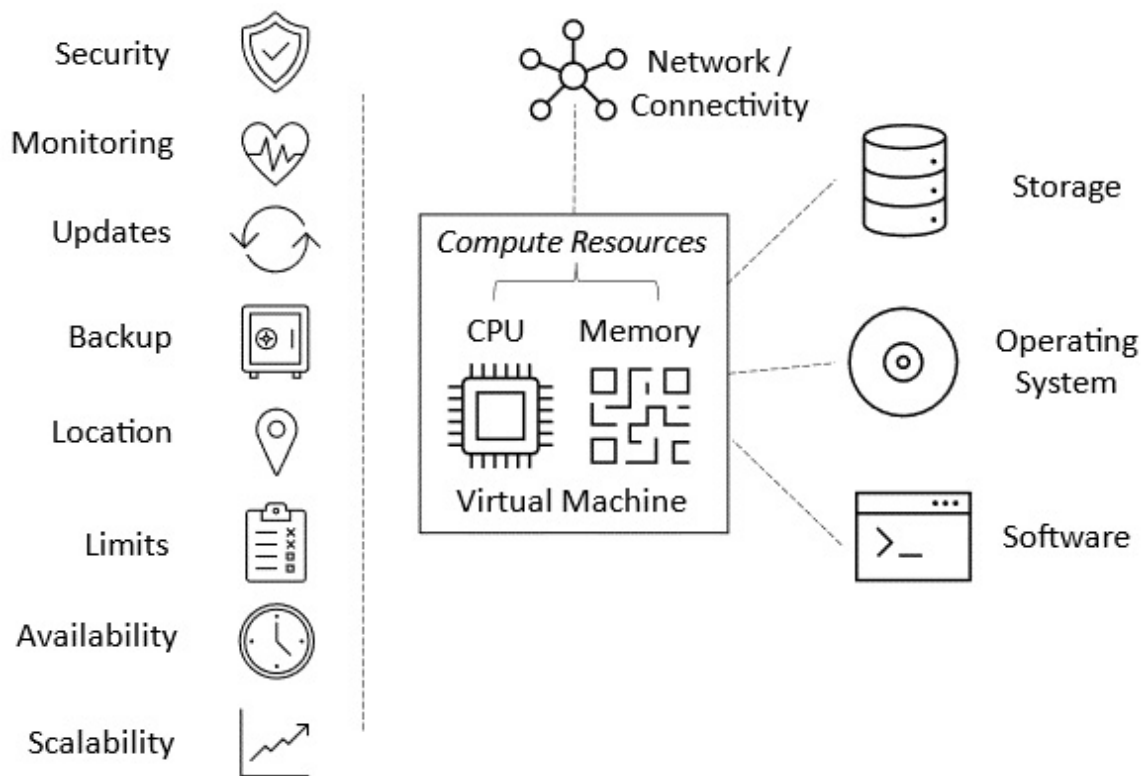 Security
Monitoring
Updates
Backup
Location
Limits
Availability
Scalability
Network /
Connectivity
Compute Resources
CPU
Memory
Virtual Machine
Storage
Operating
System
Software